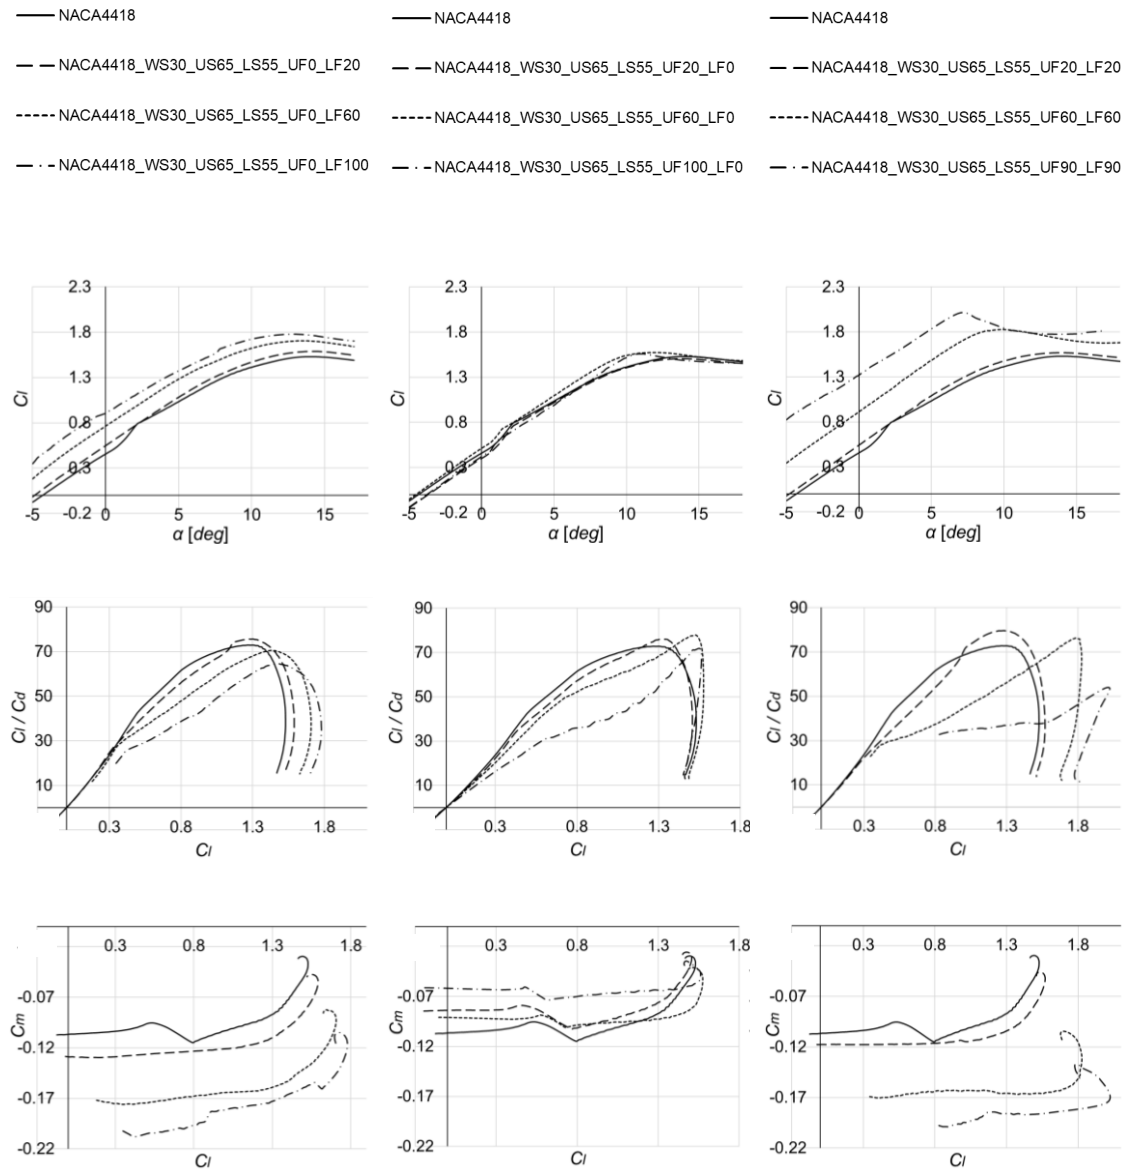 NACA4418 NACA4418 NACA4418
NACA4418_WS30_US65_LS55_UF0_LF20 NACA4418_WS30_US65_LS55_UF20_LF0 NACA4418_WS30_US65_LS55_UF20_LF20
NACA4418_WS30_US65_LS55_UF0_LF60 NACA4418_WS30_US65_LS55_UF60_LF0 NACA4418_WS30_US65_LS55_UF60_LF60
NACA4418_WS30_US65_LS55_UF0_LF100 NACA4418_WS30_US65_LS55_UF100_LF0 NACA4418_WS30_US65_LS55_UF90_LF90
2.3 2.3 2.3
1.8 1.8 1.8
Cl 1.3 Cl 1.3 Cl 1.3
0.8 0.8 0.8
0.3 0.3 0.3
-5 -0.2 0 5 10 15 -5 -0.2 0 5 10 15 -5 -0.2 0 5 10 15
α [deg] α [deg] α [deg]
90 90 90
70 70 70
Cl / Cd 50 Cl / Cd 50 Cl / Cd 50
30 30 30
10 10 10
0.3 0.8 1.3 1.8 0.3 0.8 1.3 1.8 0.3 0.8 1.3 1.8
Cl Cl Cl
0.3 0.8 1.3 1.8 0.3 0.8 1.3 1.8 0.3 0.8 1.3 1.8
-0.07 -0.07 -0.07
Cm Cm Cm
-0.12 -0.12 -0.12
-0.17 -0.17 -0.17
-0.22 -0.22 -0.22
Cl Cl Cl